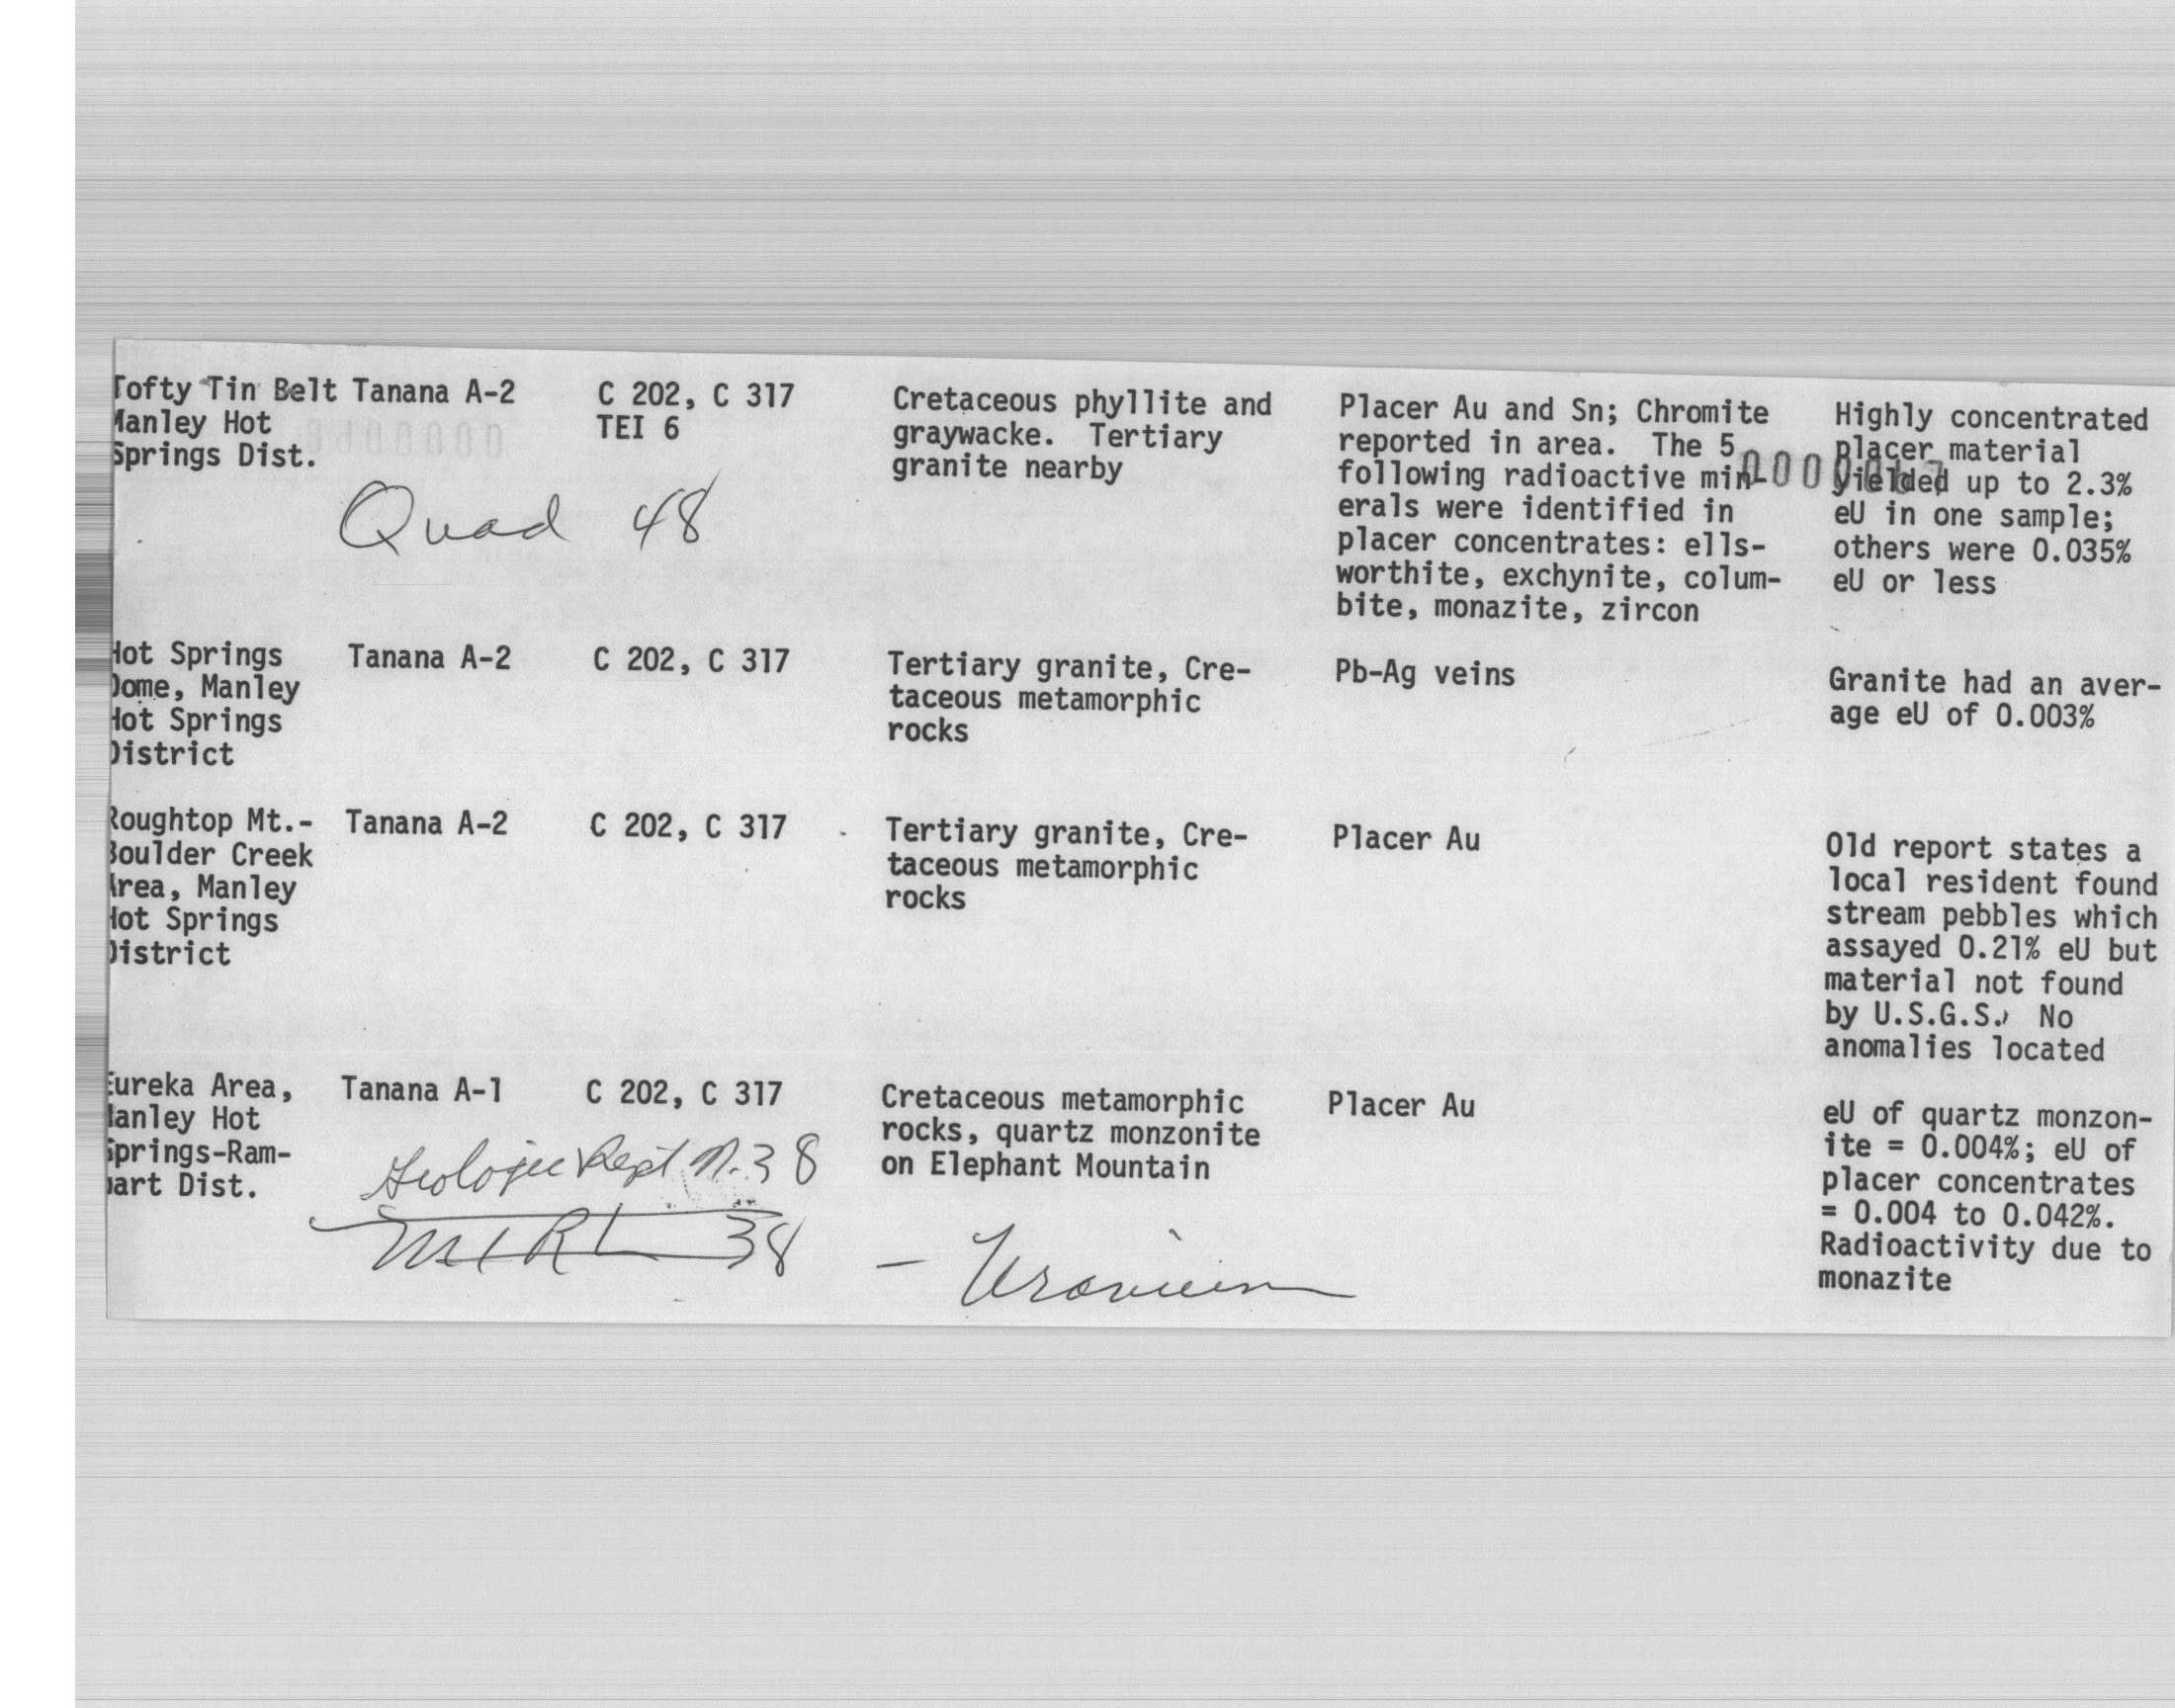 Tofty Tin Belt Tanana A-2 C 202, C 317 Cretaceous phyllite and Placer Au and Sn; Chromite Highly concentrated
Manley Hot TEI 6 graywacke. Tertiary reported in area. The 5 placer material
Springs Dist. granite nearby following radioactive min- yielded up to 2.3%
Quad 48 erals were identified in eU in one sample;
placer concentrates: ells- others were 0.035%
worthite, exchynite, colum- eU or less
bite, monazite, zircon
Hot Springs Tanana A-2 C 202, C 317 Tertiary granite, Cre- Pb-Ag veins Granite had an aver-
Dome, Manley taceous metamorphic age eU of 0.003%
Hot Springs rocks
District
Roughtop Mt.- Tanana A-2 C 202, C 317 Tertiary granite, Cre- Placer Au Old report states a
Boulder Creek taceous metamorphic local resident found
Area, Manley rocks stream pebbles which
Hot Springs assayed 0.21% eU but
District material not found
by U.S.G.S. No
anomalies located
Eureka Area, Tanana A-1 C 202, C 317 Cretaceous metamorphic Placer Au eU of quartz monzon-
Manley Hot rocks, quartz monzonite ite = 0.004%; eU of
Springs-Ram- Geologic Rept N. 38 on Elephant Mountain placer concentrates
part Dist. = 0.004 to 0.042%.
38 - Uranium Radioactivity due to
monazite